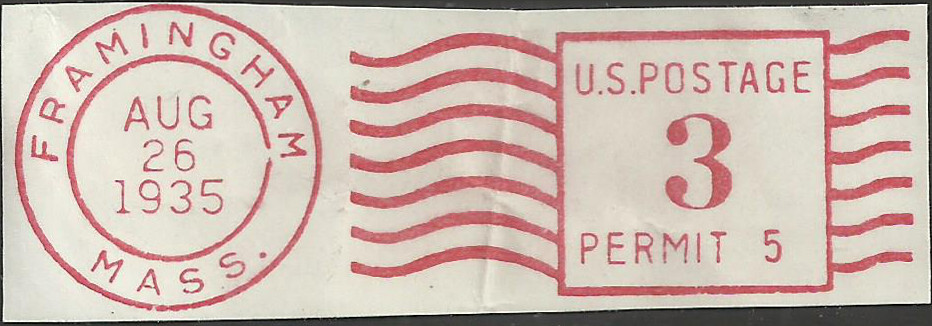 FRAMINGHAM
AUG
26
1935
MASS.
U.S.POSTAGE
3
PERMIT 5